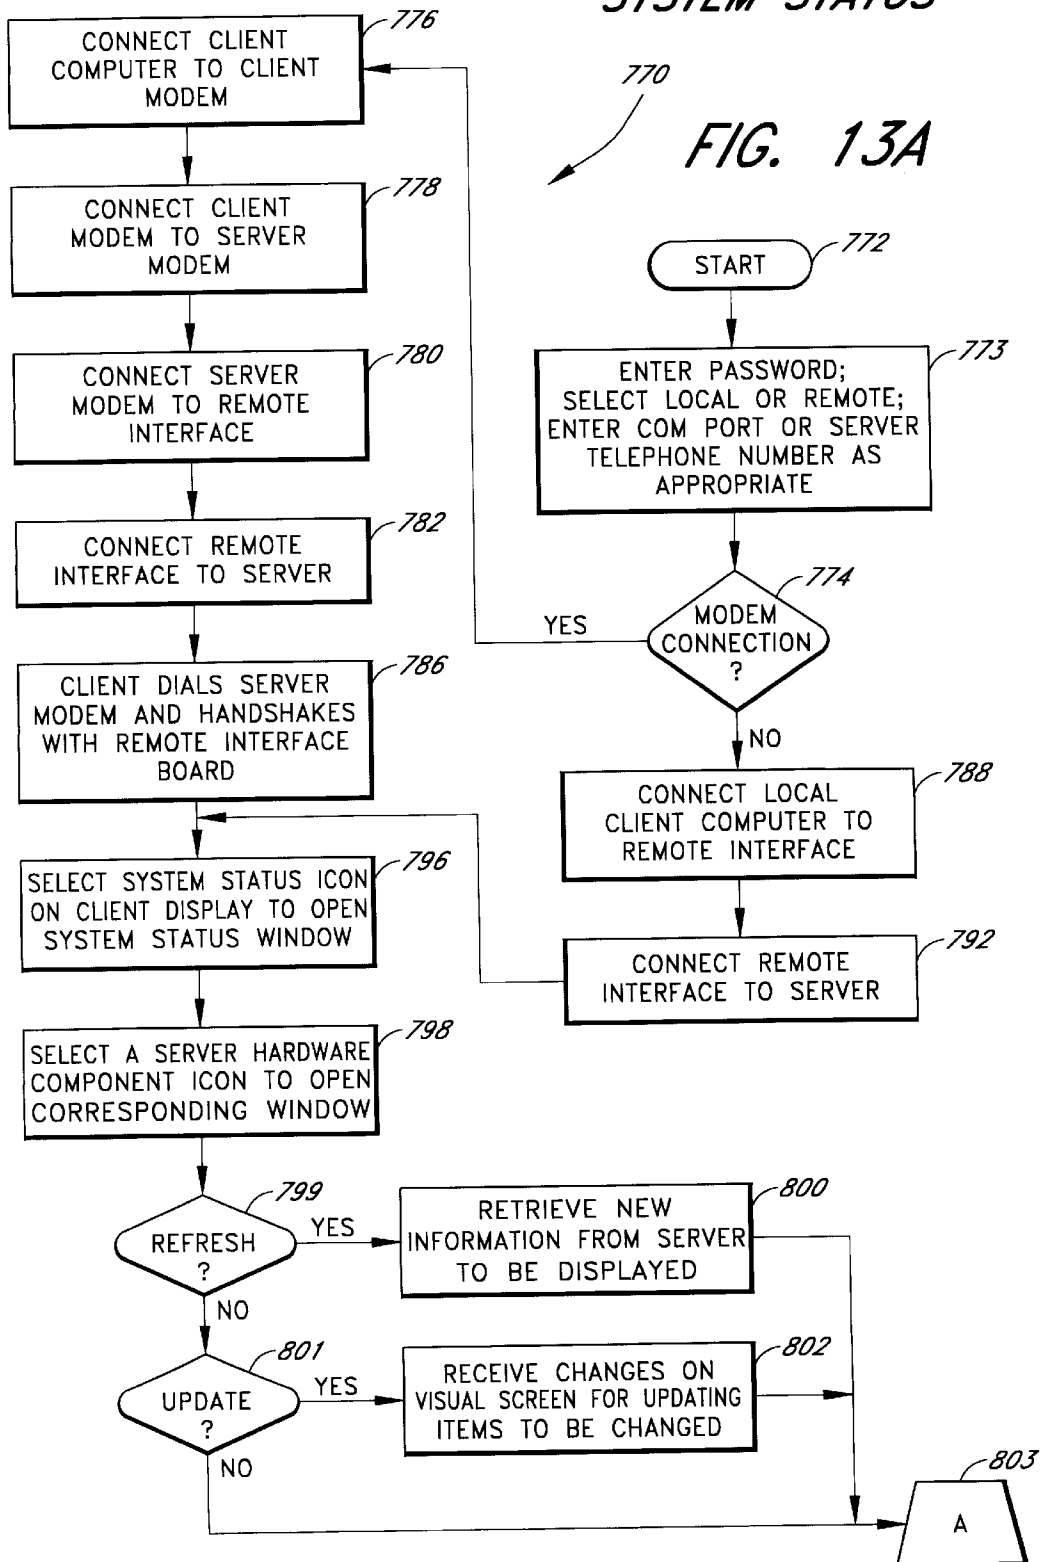 SYSTEM STATUS
FIG. 13A
770
772
START
773
ENTER PASSWORD;
SELECT LOCAL OR REMOTE;
ENTER COM PORT OR SERVER
TELEPHONE NUMBER AS
APPROPRIATE
774
MODEM
CONNECTION
?
YES
NO
776
CONNECT CLIENT
COMPUTER TO CLIENT
MODEM
778
CONNECT CLIENT
MODEM TO SERVER
MODEM
780
CONNECT SERVER
MODEM TO REMOTE
INTERFACE
782
CONNECT REMOTE
INTERFACE TO SERVER
786
CLIENT DIALS SERVER
MODEM AND HANDSHAKES
WITH REMOTE INTERFACE
BOARD
788
CONNECT LOCAL
CLIENT COMPUTER TO
REMOTE INTERFACE
792
CONNECT REMOTE
INTERFACE TO SERVER
796
SELECT SYSTEM STATUS ICON
ON CLIENT DISPLAY TO OPEN
SYSTEM STATUS WINDOW
798
SELECT A SERVER HARDWARE
COMPONENT ICON TO OPEN
CORRESPONDING WINDOW
799
REFRESH
?
YES
NO
800
RETRIEVE NEW
INFORMATION FROM SERVER
TO BE DISPLAYED
801
UPDATE
?
YES
NO
802
RECEIVE CHANGES ON
VISUAL SCREEN FOR UPDATING
ITEMS TO BE CHANGED
803
A